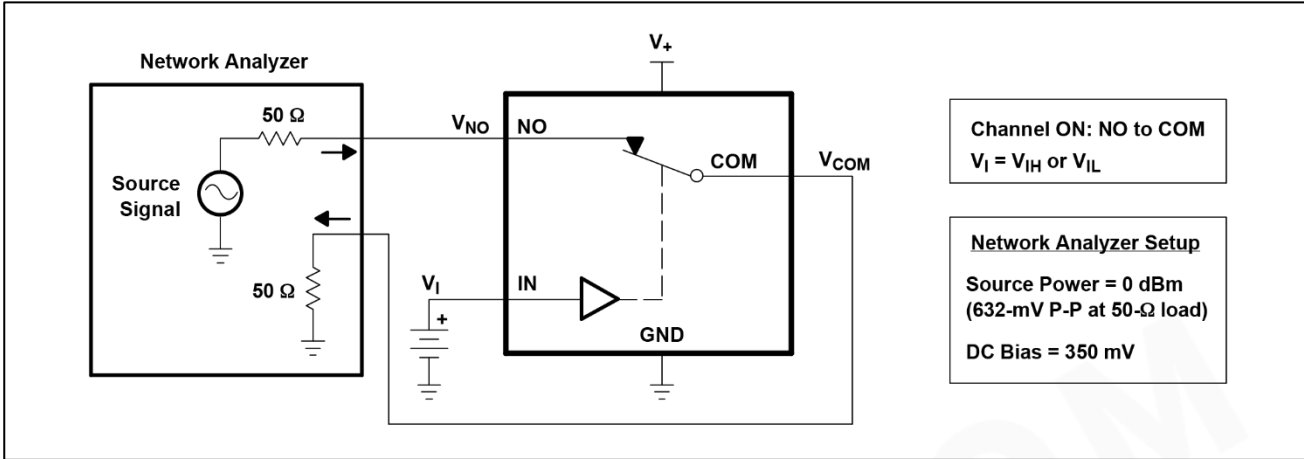 Network Analyzer
50 Ω
Source
Signal
50 Ω
V+
VNO
NO
COM
VCOM
VI
IN
+
GND
Channel ON: NO to COM
VI = VIH or VIL
Network Analyzer Setup
Source Power = 0 dBm
(632-mV P-P at 50-Ω load)
DC Bias = 350 mV